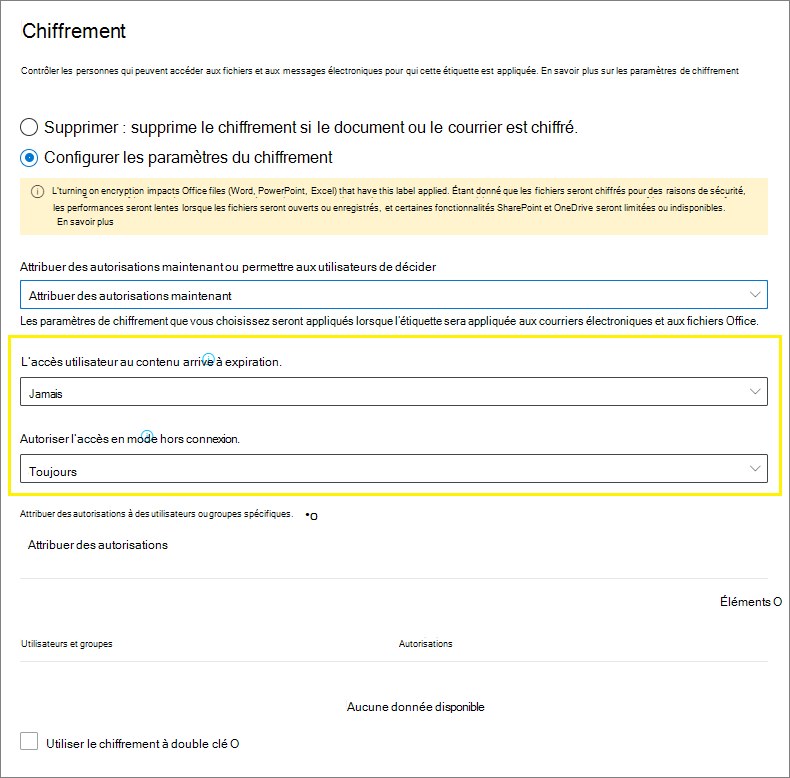 Chiffrement
Contrôler les personnes qui peuvent accéder aux fichiers et aux messages électroniques pour qui cette étiquette est appliquée. En savoir plus sur les paramètres de chiffrement
Supprimer : supprime le chiffrement si le document ou le courrier est chiffré.
Configurer les paramètres du chiffrement
L'turning on encryption impacts Office files (Word, PowerPoint, Excel) that have this label applied. Étant donné que les fichiers seront chiffrés pour des raisons de sécurité,
les performances seront lentes lorsque les fichiers seront ouverts ou enregistrés, et certaines fonctionnalités SharePoint et OneDrive seront limitées ou indisponibles.
En savoir plus
Attribuer des autorisations maintenant ou permettre aux utilisateurs de décider
Attribuer des autorisations maintenant
Les paramètres de chiffrement que vous choisissez seront appliqués lorsque l'étiquette sera appliquée aux courriers électroniques et aux fichiers Office.
L'accès utilisateur au contenu arrive à expiration.
Jamais
Autoriser l'accès en mode hors connexion.
Toujours
Attribuer des autorisations à des utilisateurs ou groupes spécifiques. *O
Attribuer des autorisations
Éléments O
Utilisateurs et groupes Autorisations
Aucune donnée disponible
Utiliser le chiffrement à double clé O